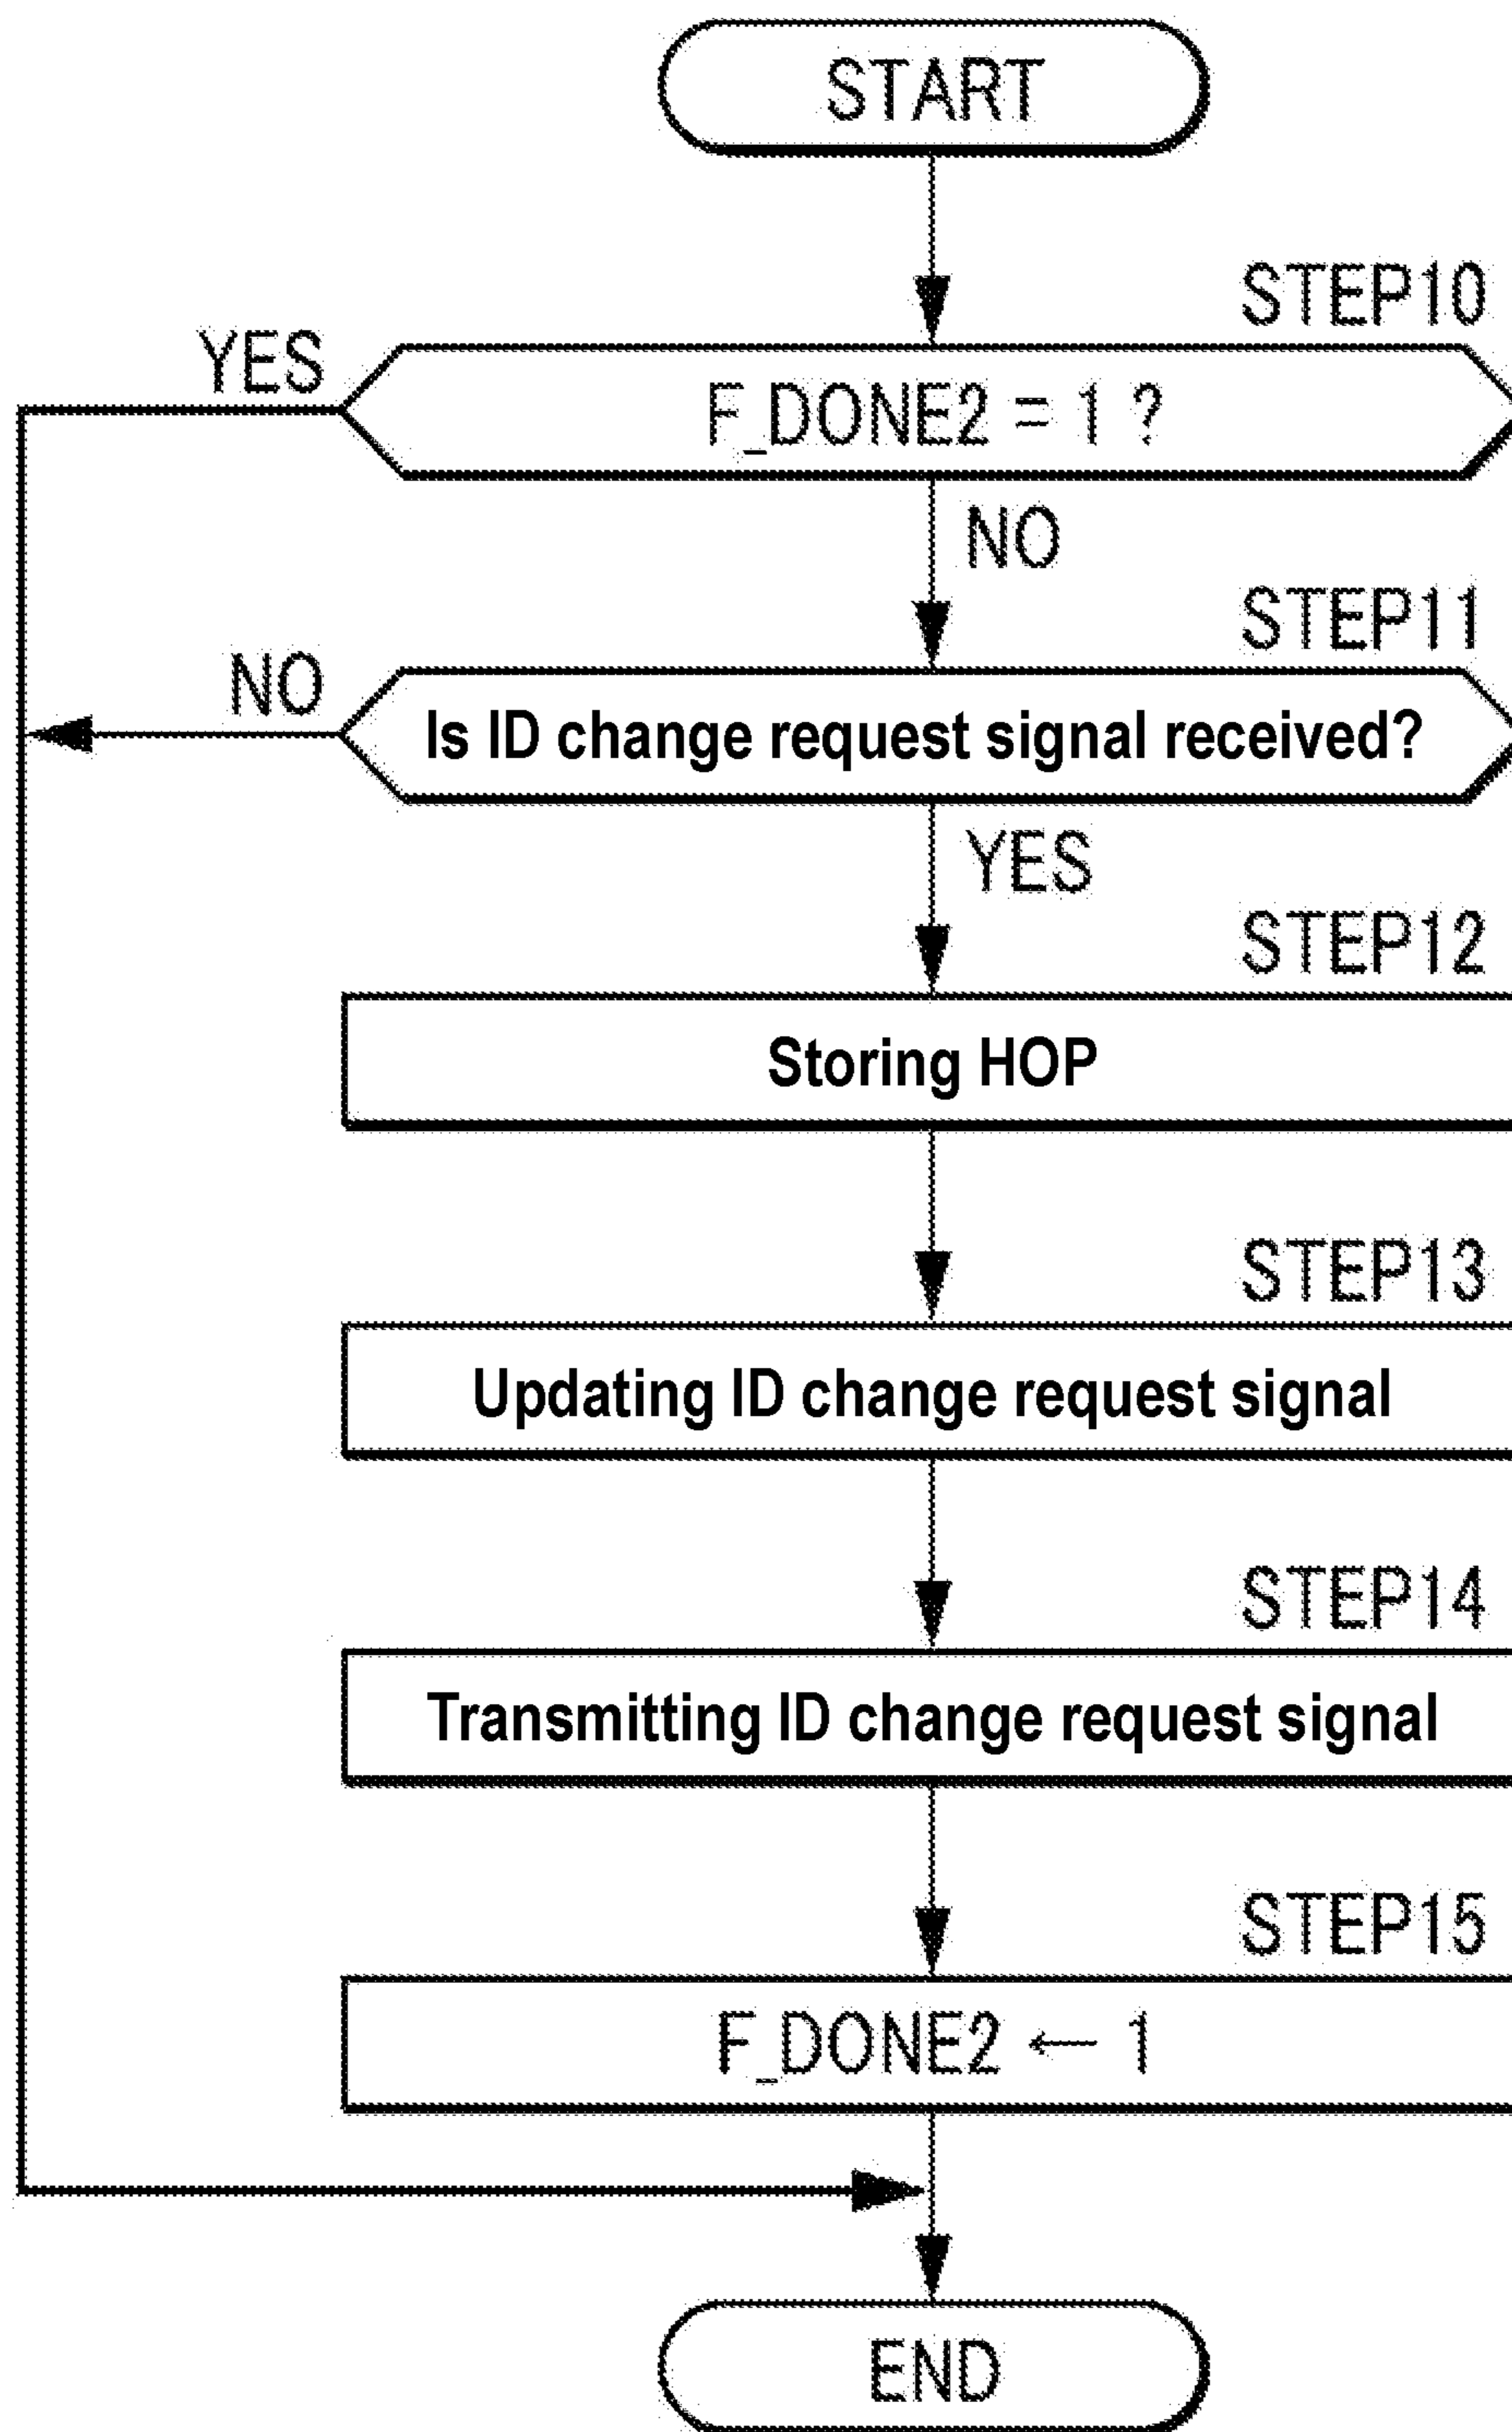 START
STEP10
YES
F_DONE2 = 1 ?
NO
STEP11
NO
Is ID change request signal received?
YES
STEP12
Storing HOP
STEP13
Updating ID change request signal
STEP14
Transmitting ID change request signal
STEP15
F_DONE2 ← 1
END